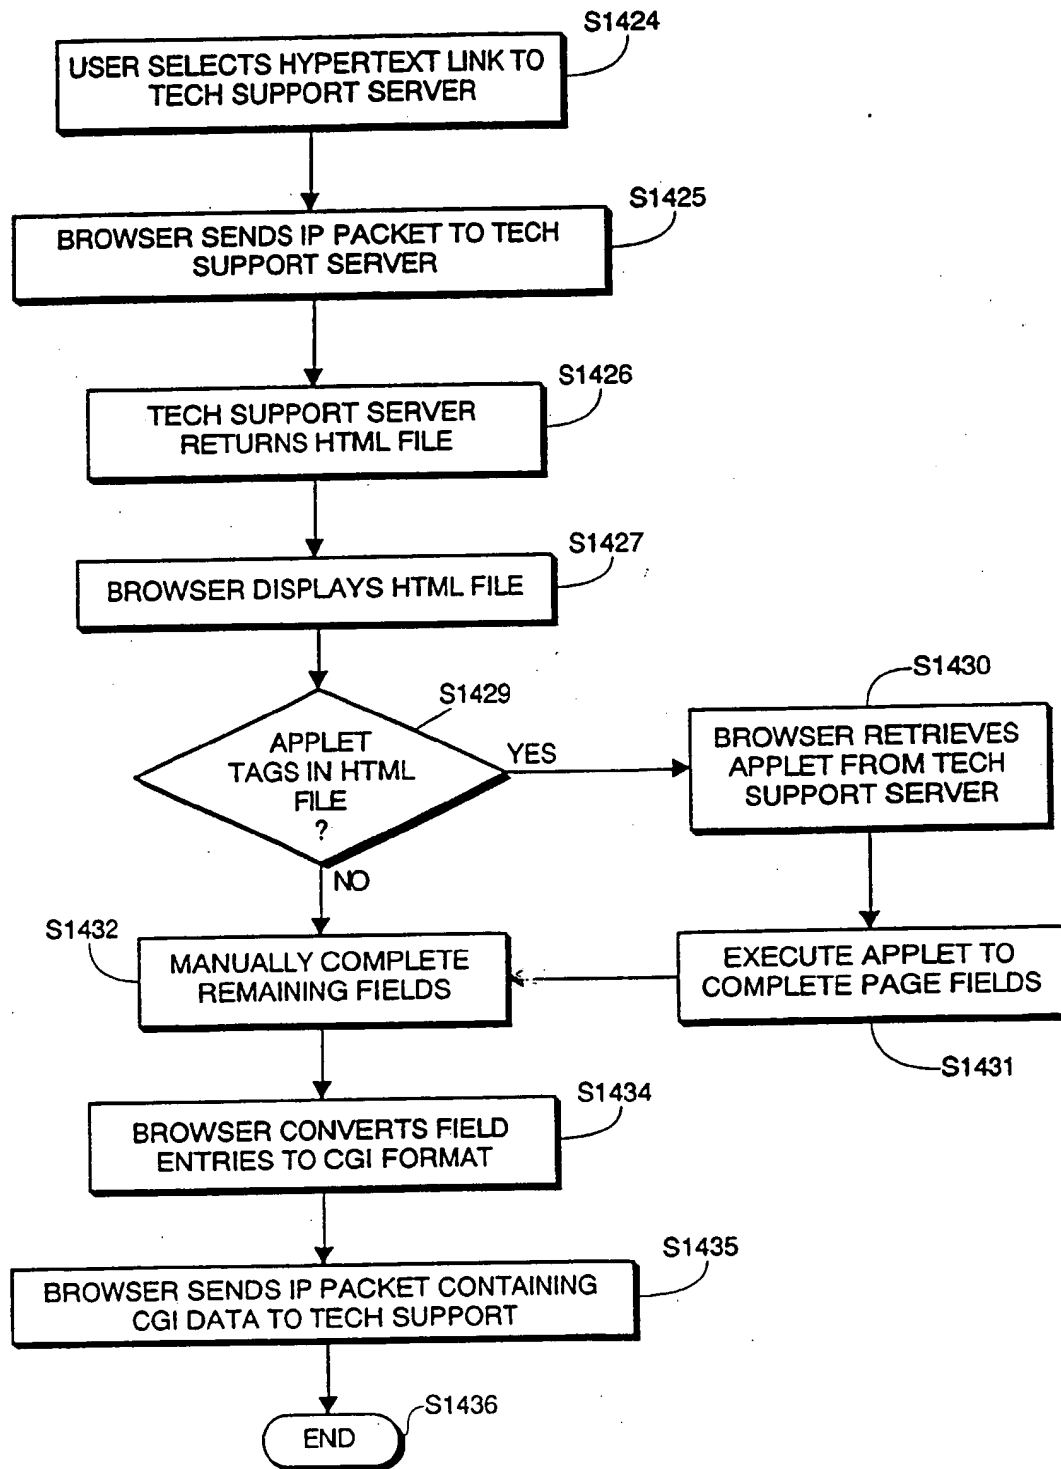 S1424
USER SELECTS HYPERTEXT LINK TO
TECH SUPPORT SERVER
S1425
BROWSER SENDS IP PACKET TO TECH
SUPPORT SERVER
S1426
TECH SUPPORT SERVER
RETURNS HTML FILE
S1427
BROWSER DISPLAYS HTML FILE
S1429
APPLET
TAGS IN HTML
FILE
?
YES
NO
S1430
BROWSER RETRIEVES
APPLET FROM TECH
SUPPORT SERVER
EXECUTE APPLET TO
COMPLETE PAGE FIELDS
S1431
S1432
MANUALLY COMPLETE
REMAINING FIELDS
S1434
BROWSER CONVERTS FIELD
ENTRIES TO CGI FORMAT
S1435
BROWSER SENDS IP PACKET CONTAINING
CGI DATA TO TECH SUPPORT
S1436
END